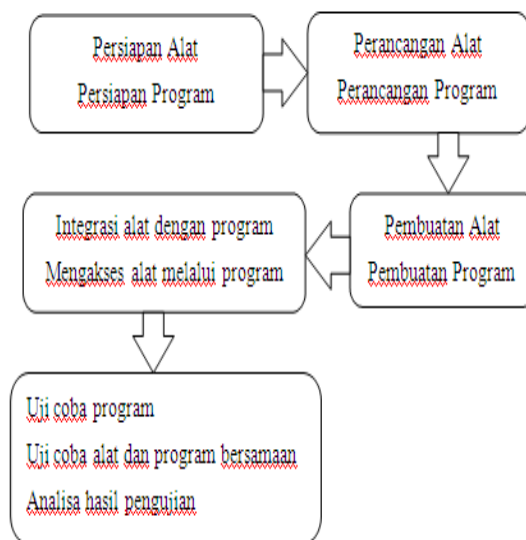 Persiapan Alat
Persiapan Program
Perancangan Alat
Perancangan Program
Pembuatan Alat
Pembuatan Program
Integrasi alat dengan program
Mengakses alat melalui program
Uji coba program
Uji coba alat dan program bersamaan
Analisa hasil pengujian